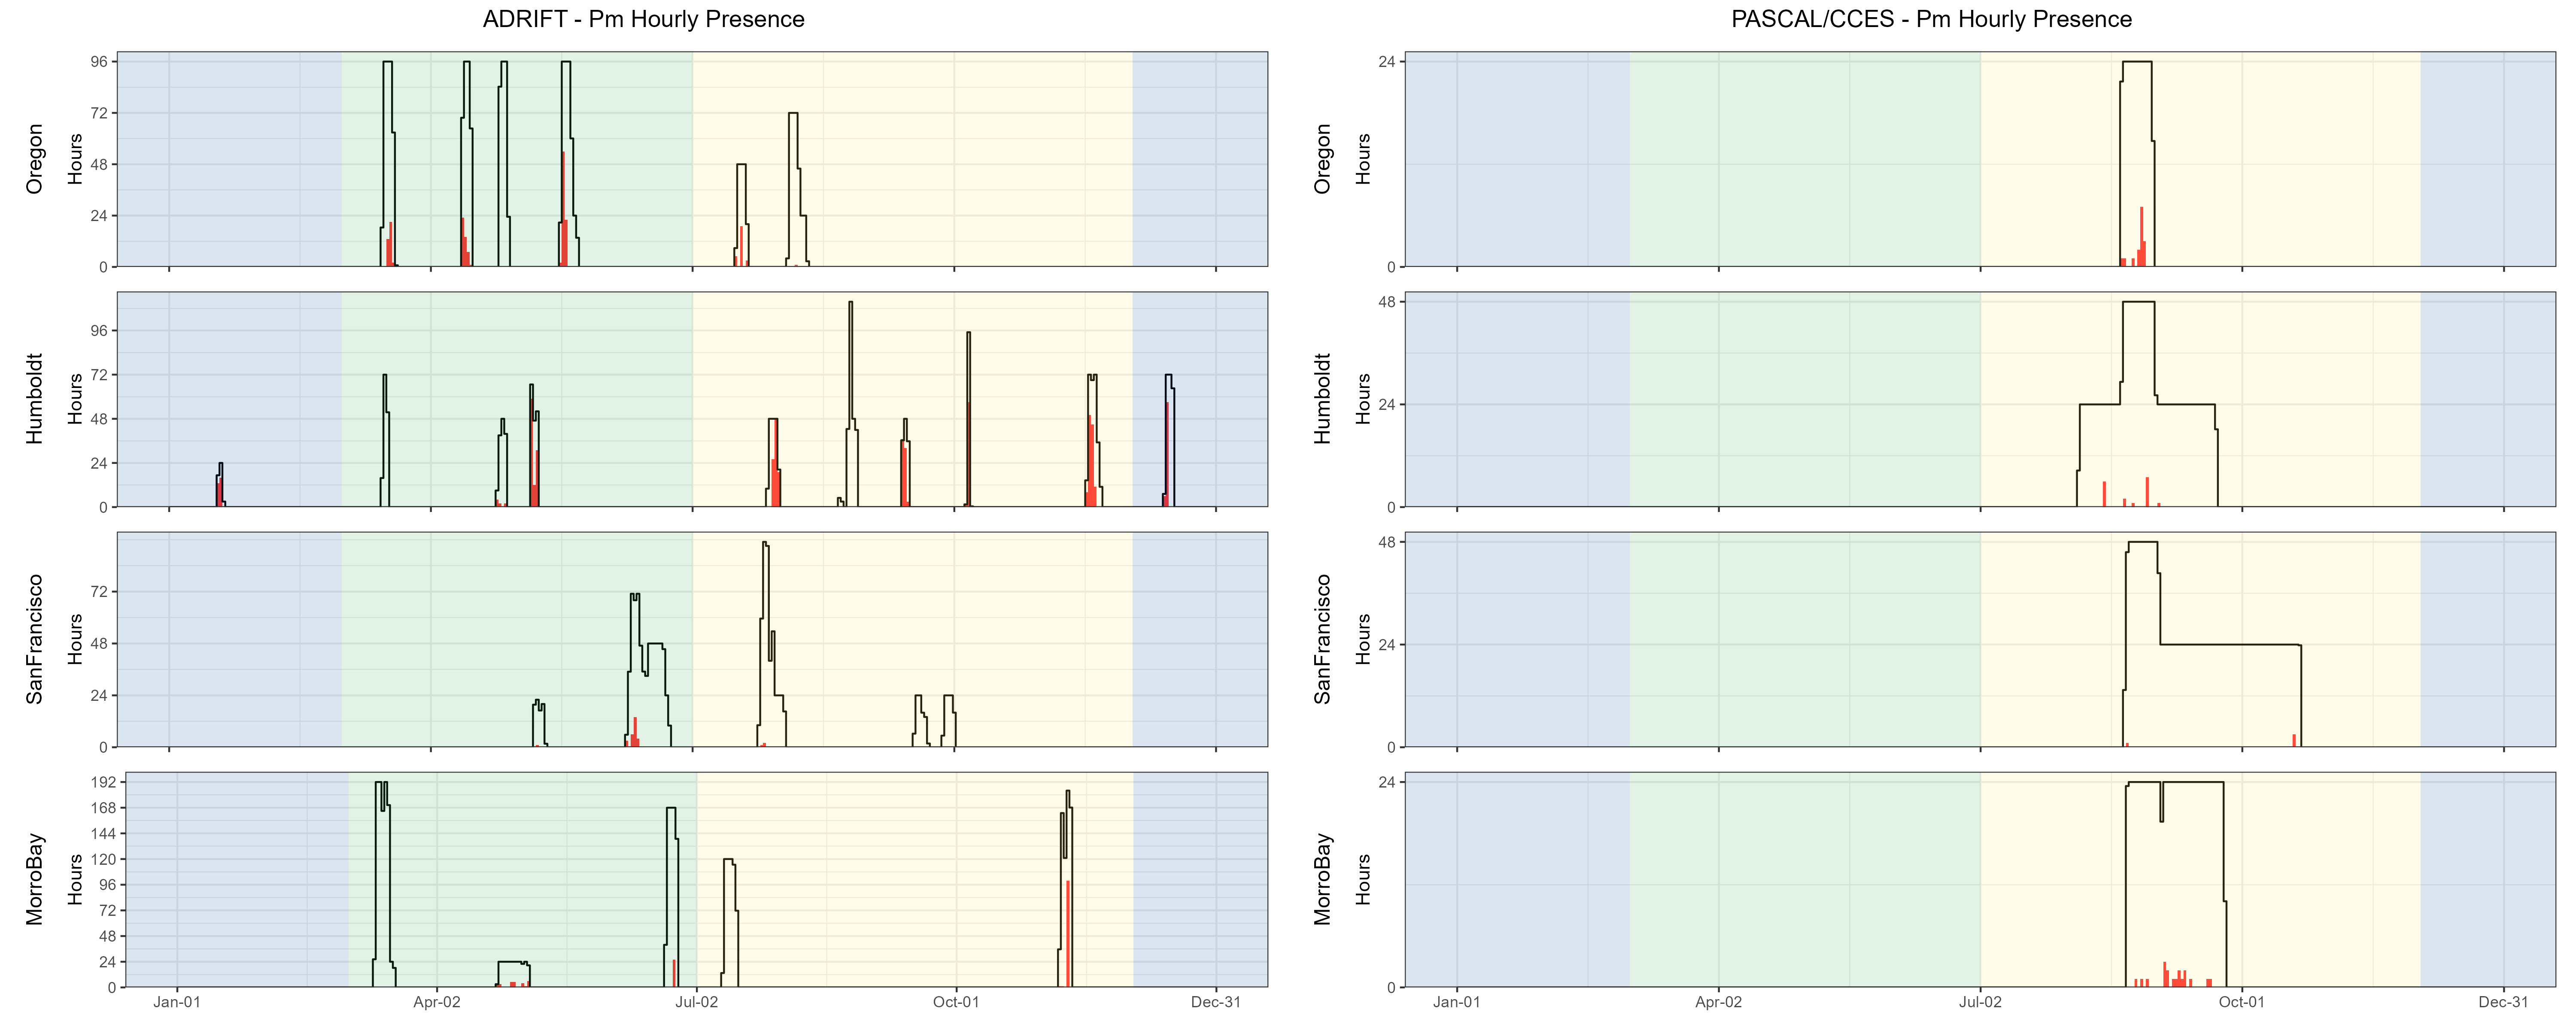 ADRIFT - Pm Hourly Presence
Oregon
Hours
96
72
48
24
0
Humboldt
Hours
96
72
48
24
0
SanFrancisco
Hours
72
48
24
0
MorroBay
Hours
192
168
144
120
96
72
48
24
0
Jan-01 Apr-02 Jul-02 Oct-01 Dec-31
PASCAL/CCES - Pm Hourly Presence
Oregon
Hours
24
0
Humboldt
Hours
48
24
0
SanFrancisco
Hours
48
24
0
MorroBay
Hours
24
0
Jan-01 Apr-02 Jul-02 Oct-01 Dec-31